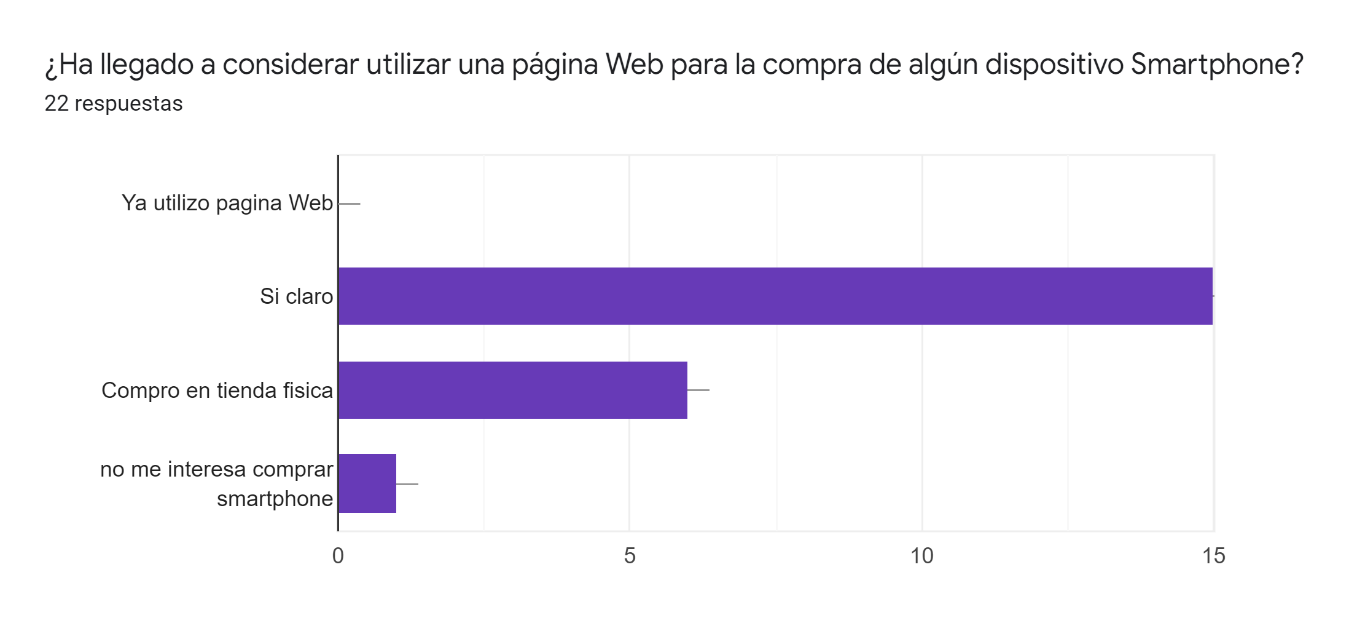 ¿Ha llegado a considerar utilizar una página Web para la compra de algún dispositivo Smartphone?
22 respuestas
Ya utilizo pagina Web
Si claro
Compro en tienda fisica
no me interesa comprar
smartphone
0 5 10 15